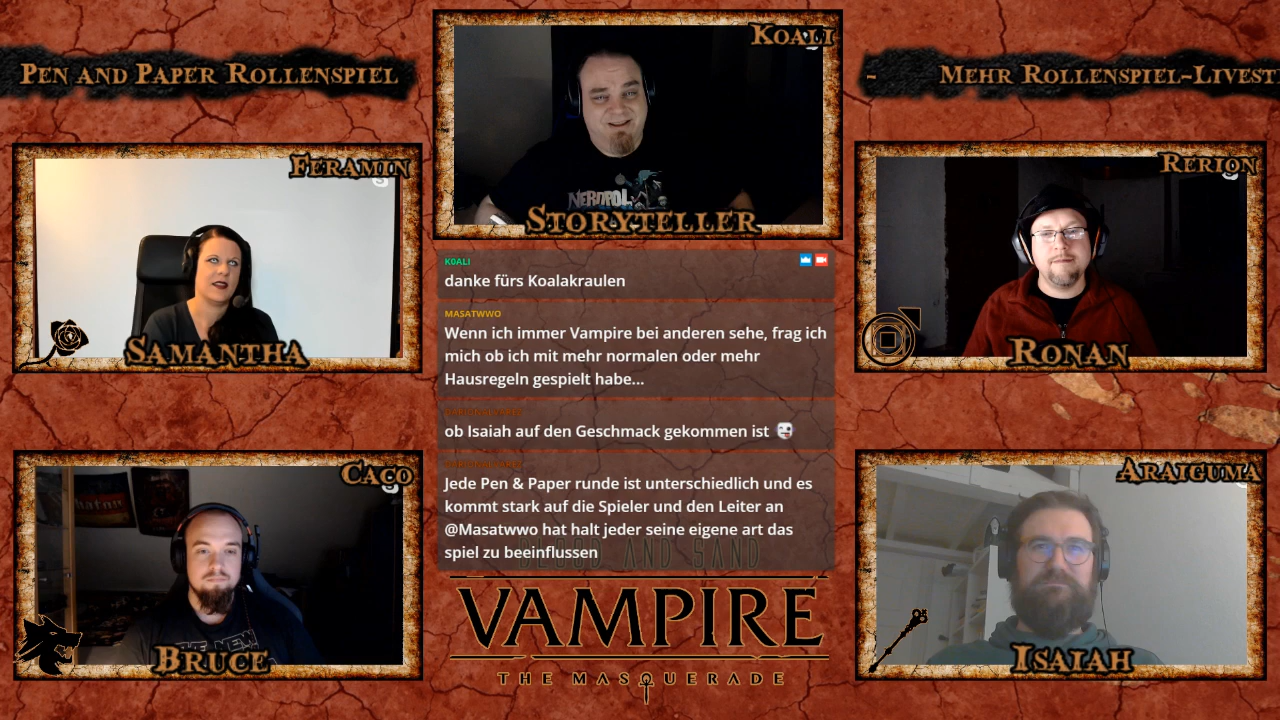 PEN AND PAPER ROLLENSPIEL
KOALI
- MEHR ROLLENSPIEL-LIVEST
FERAMIN
RERION
NERDPOL
STORYTELLER
K0ALI
danke fürs Koalakraulen
MASATWWO
Wenn ich immer Vampire bei anderen sehe, frag ich
mich ob ich mit mehr normalen oder mehr
Hausregeln gespielt habe...
SAMANTHA
RONAN
ob Isaiah auf den Geschmack gekommen ist
CACO
ARAIGUMA
Jede Pen & Paper runde ist unterschiedlich und es
kommt stark auf die Spieler und den Leiter an
@Masatwwo hat halt jeder seine eigene art das
spiel zu beeinflussen
BLOOD AND SAND
VAMPIRE
THE MASQUERADE
BRUCE
ISAIAH